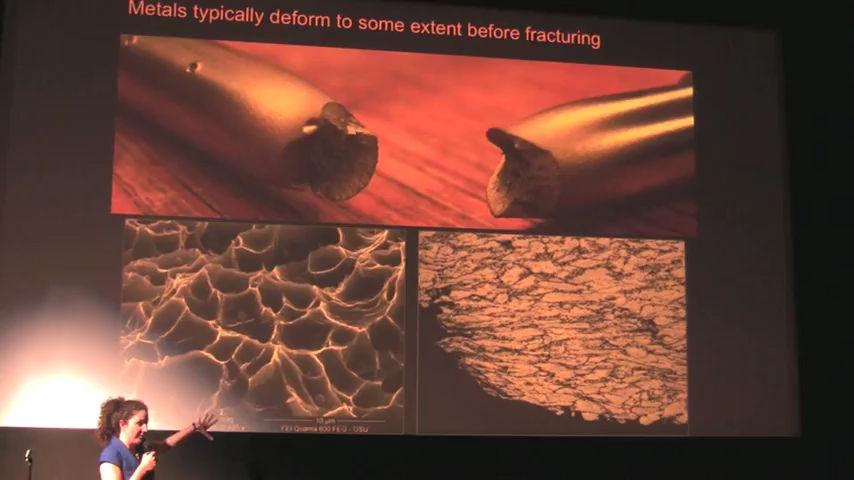 Metals typically deform to some extent before fracturing
10 µm
FEI Quanta 600 FEG - OSU